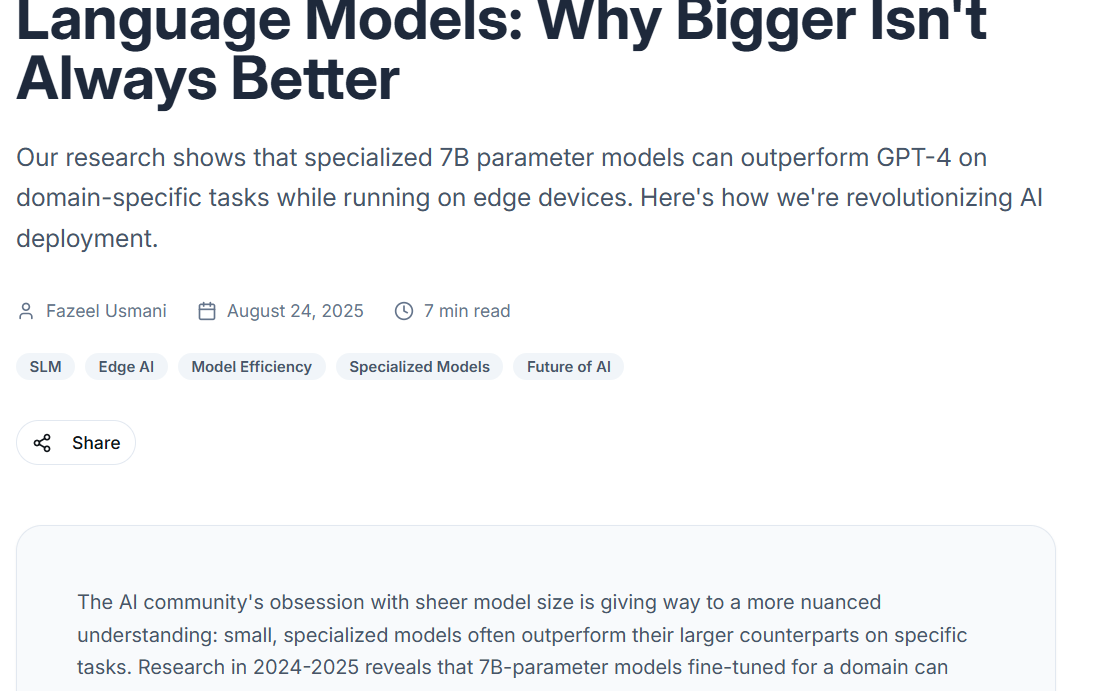 Language Models: Why Bigger Isn't
Always Better
Our research shows that specialized 7B parameter models can outperform GPT-4 on
domain-specific tasks while running on edge devices. Here's how we're revolutionizing AI
deployment.
Fazeel Usmani August 24, 2025 7 min read
SLM Edge AI Model Efficiency Specialized Models Future of AI
Share
The AI community's obsession with sheer model size is giving way to a more nuanced
understanding: small, specialized models often outperform their larger counterparts on specific
tasks. Research in 2024-2025 reveals that 7B-parameter models fine-tuned for a domain can